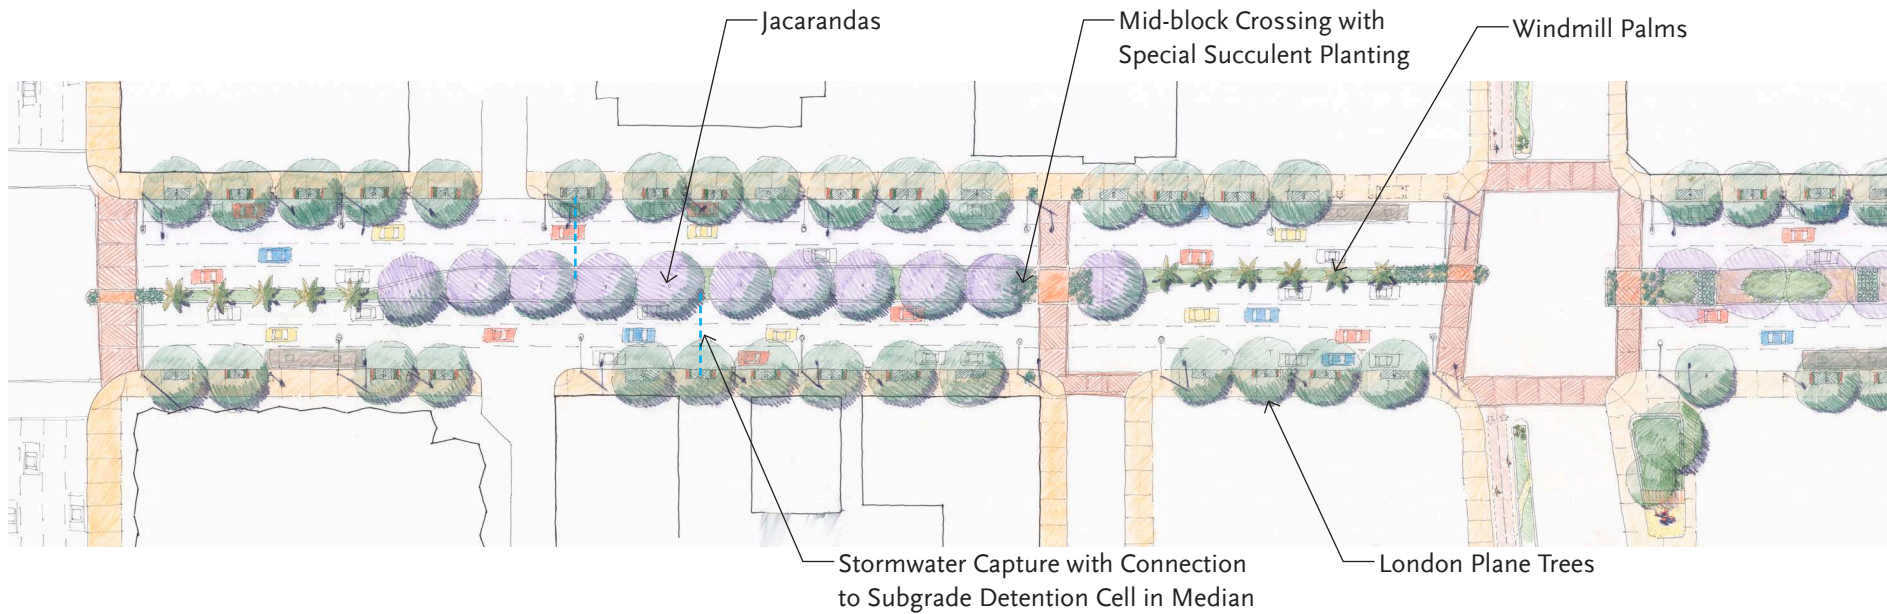 Jacarandas
Mid-block Crossing with
Special Succulent Planting
Windmill Palms
Stormwater Capture with Connection
to Subgrade Detention Cell in Median
London Plane Trees